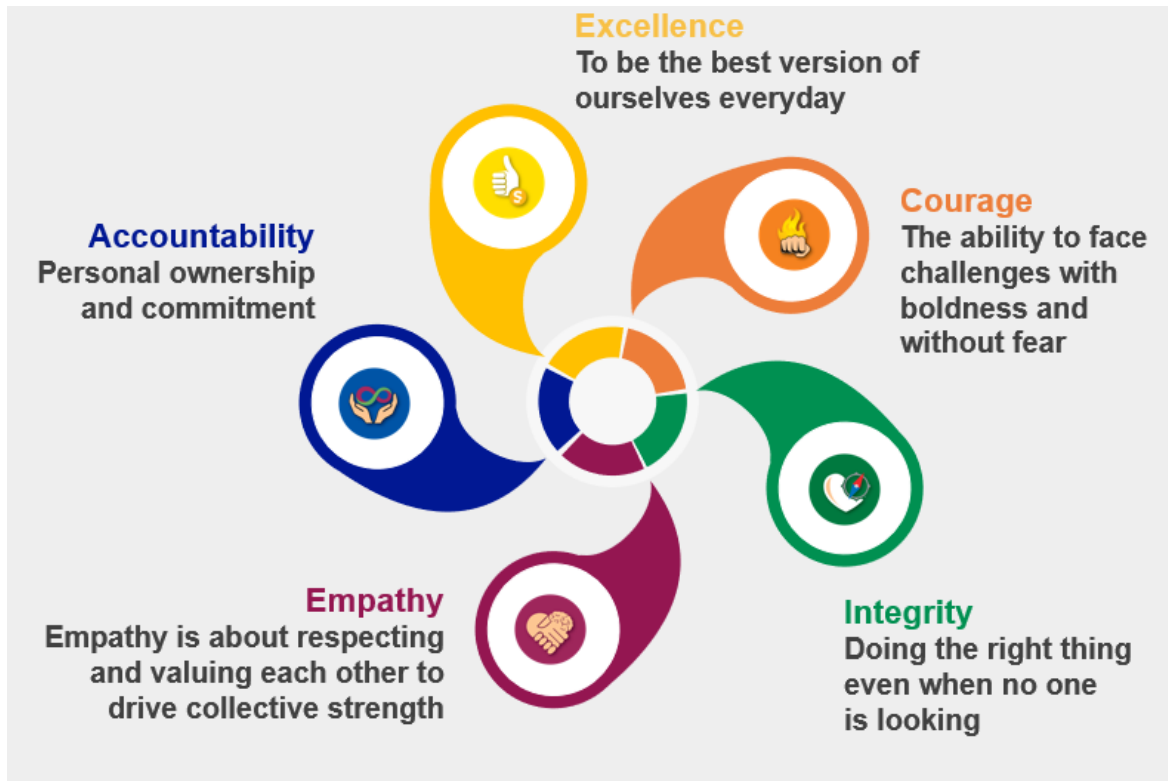 Excellence
To be the best version of
ourselves everyday
Courage
The ability to face
challenges with
boldness and
without fear
Accountability
Personal ownership
and commitment
Empathy
Empathy is about respecting
and valuing each other to
drive collective strength
Integrity
Doing the right thing
even when no one
is looking
$